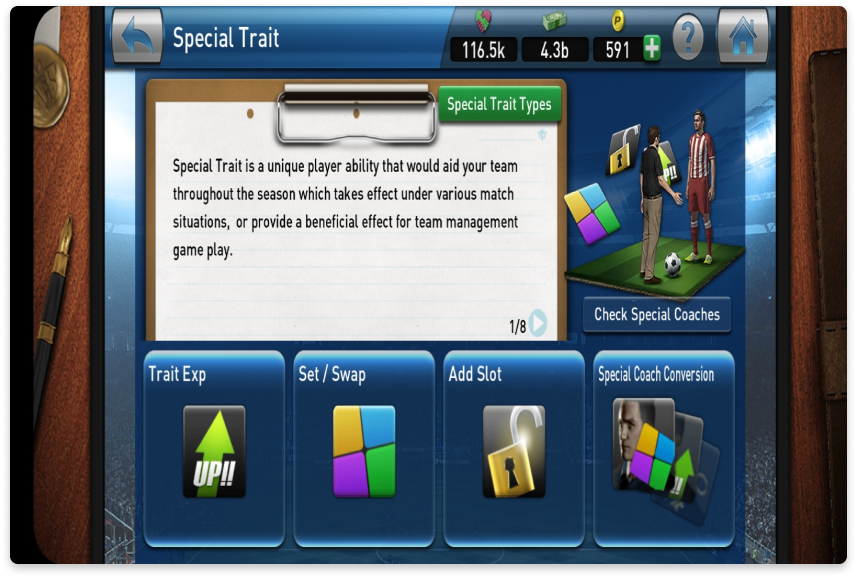 Special Trait
116.5k
4.3b
591
?
Special Trait Types
Special Trait is a unique player ability that would aid your team
throughout the season which takes effect under various match
situations, or provide a beneficial effect for team management
game play.
1/8
UP!!
Check Special Coaches
Trait Exp
Set / Swap
Add Slot
Special Coach Conversion
UP!!
!!